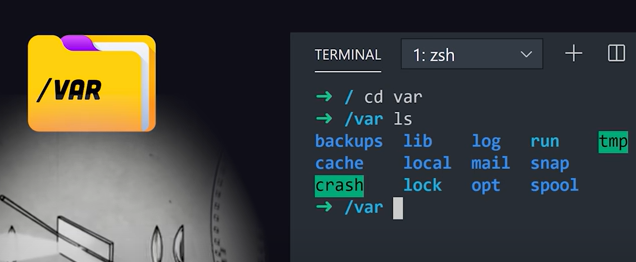 /VAR
TERMINAL 1: zsh
➜ / cd var
➜ /var ls
backups lib log run tmp
cache local mail snap
crash lock opt spool
➜ /var